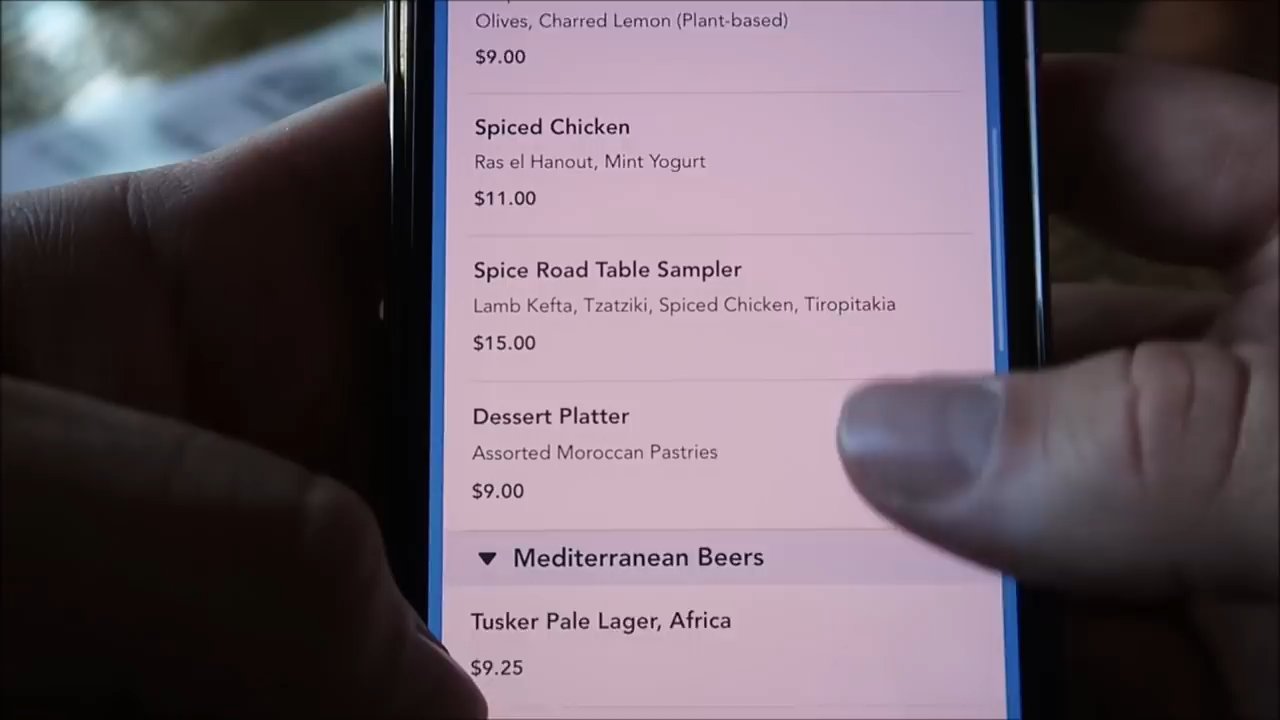 Olives, Charred Lemon (Plant-based)
$9.00
Spiced Chicken
Ras el Hanout, Mint Yogurt
$11.00
Spice Road Table Sampler
Lamb Kefta, Tzatziki, Spiced Chicken, Tiropitakia
$15.00
Dessert Platter
Assorted Moroccan Pastries
$9.00
Mediterranean Beers
Tusker Pale Lager, Africa
$9.25